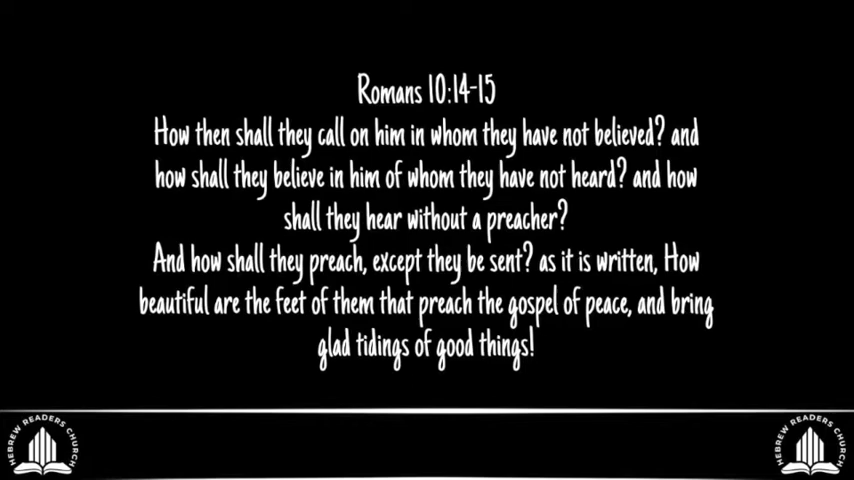 Romans 10:14-15
How then shall they call on him in whom they have not believed? and
how shall they believe in him of whom they have not heard? and how
shall they hear without a preacher?
And how shall they preach, except they be sent? as it is written, How
beautiful are the feet of them that preach the gospel of peace, and bring
glad tidings of good things!
HEBREW READERS CHURCH
HEBREW READERS CHURCH